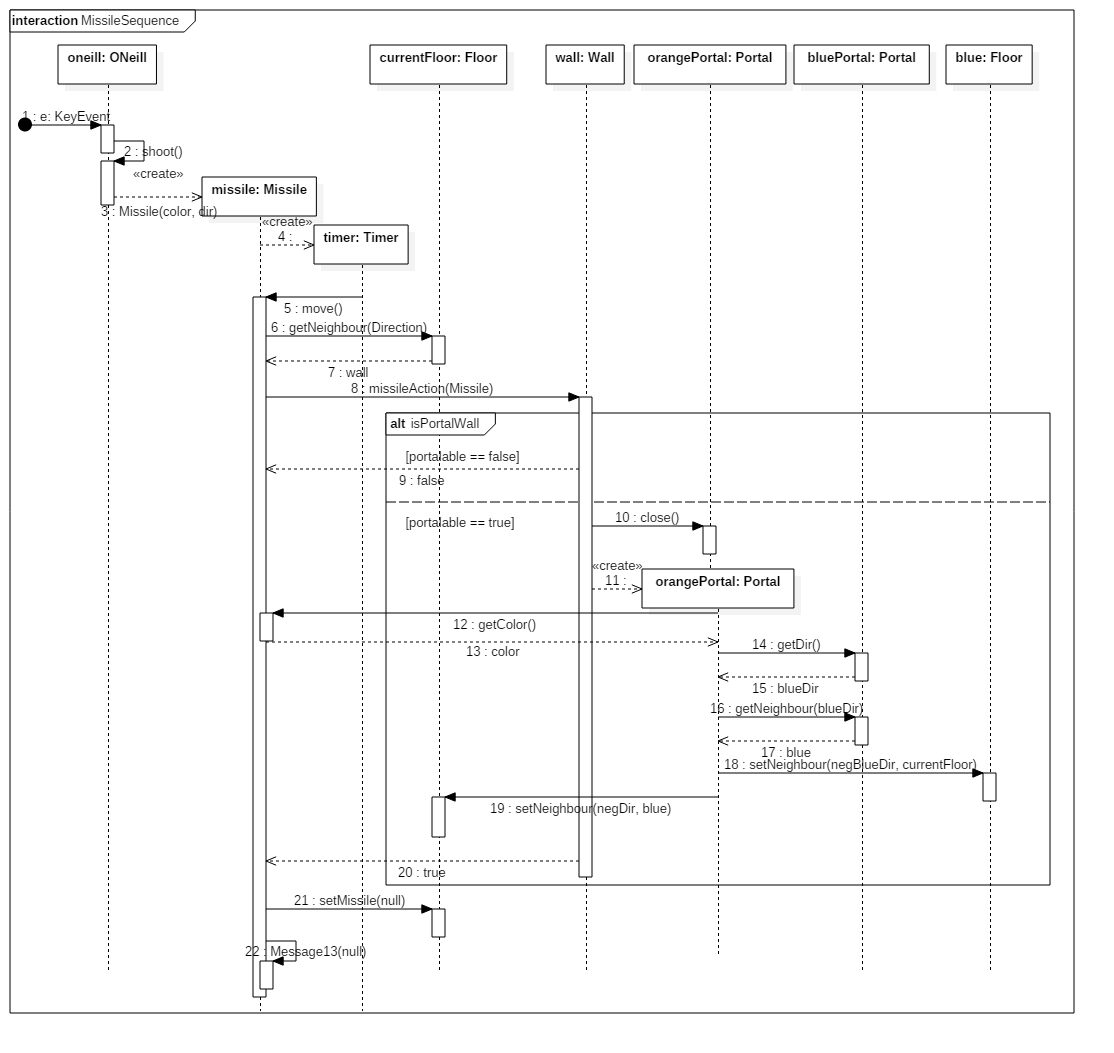 interaction MissileSequence
oneill: ONeill
currentFloor: Floor
wall: Wall
orangePortal: Portal
bluePortal: Portal
blue: Floor
1 : e: KeyEvent
2 : shoot()
«create»
missile: Missile
3 : Missile(color, dir)
«create»
4 :
timer: Timer
5 : move()
6 : getNeighbour(Direction)
7 : wall
8 : missileAction(Missile)
alt isPortalWall
[portalable == false]
9 : false
[portalable == true]
10 : close()
«create»
11 :
orangePortal: Portal
12 : getColor()
13 : color
14 : getDir()
15 : blueDir
16 : getNeighbour(blueDir)
17 : blue
18 : setNeighbour(negBlueDir, currentFloor)
19 : setNeighbour(negDir, blue)
20 : true
21 : setMissile(null)
22 : Message13(null)